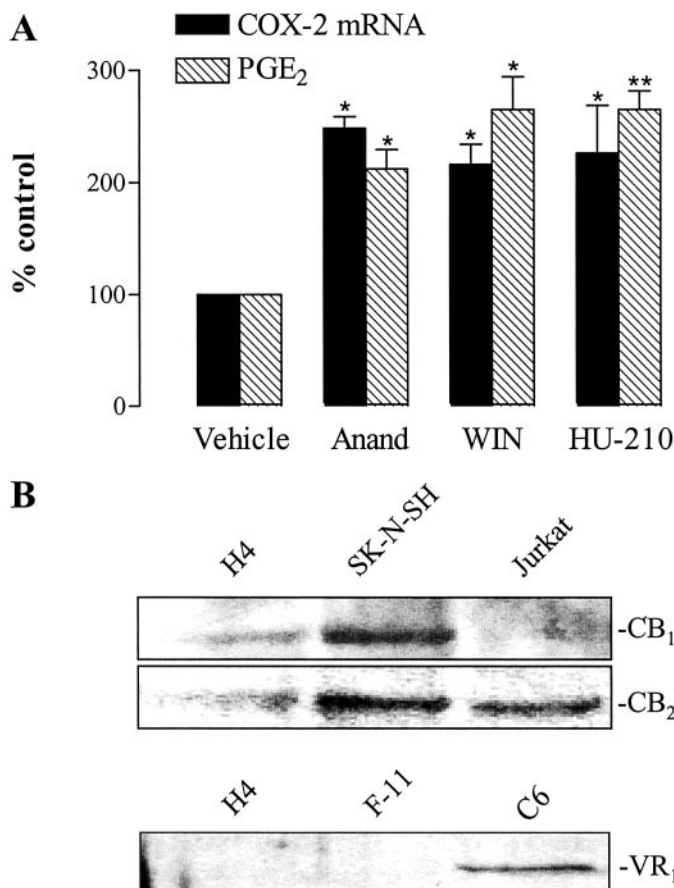 A
COX-2 mRNA
PGE2
300
200
100
0
% control
* * * * * **
Vehicle Anand WIN HU-210
B
H4 SK-N-SH Jurkat
-CB1
-CB2
H4 F-11 C6
-VR1